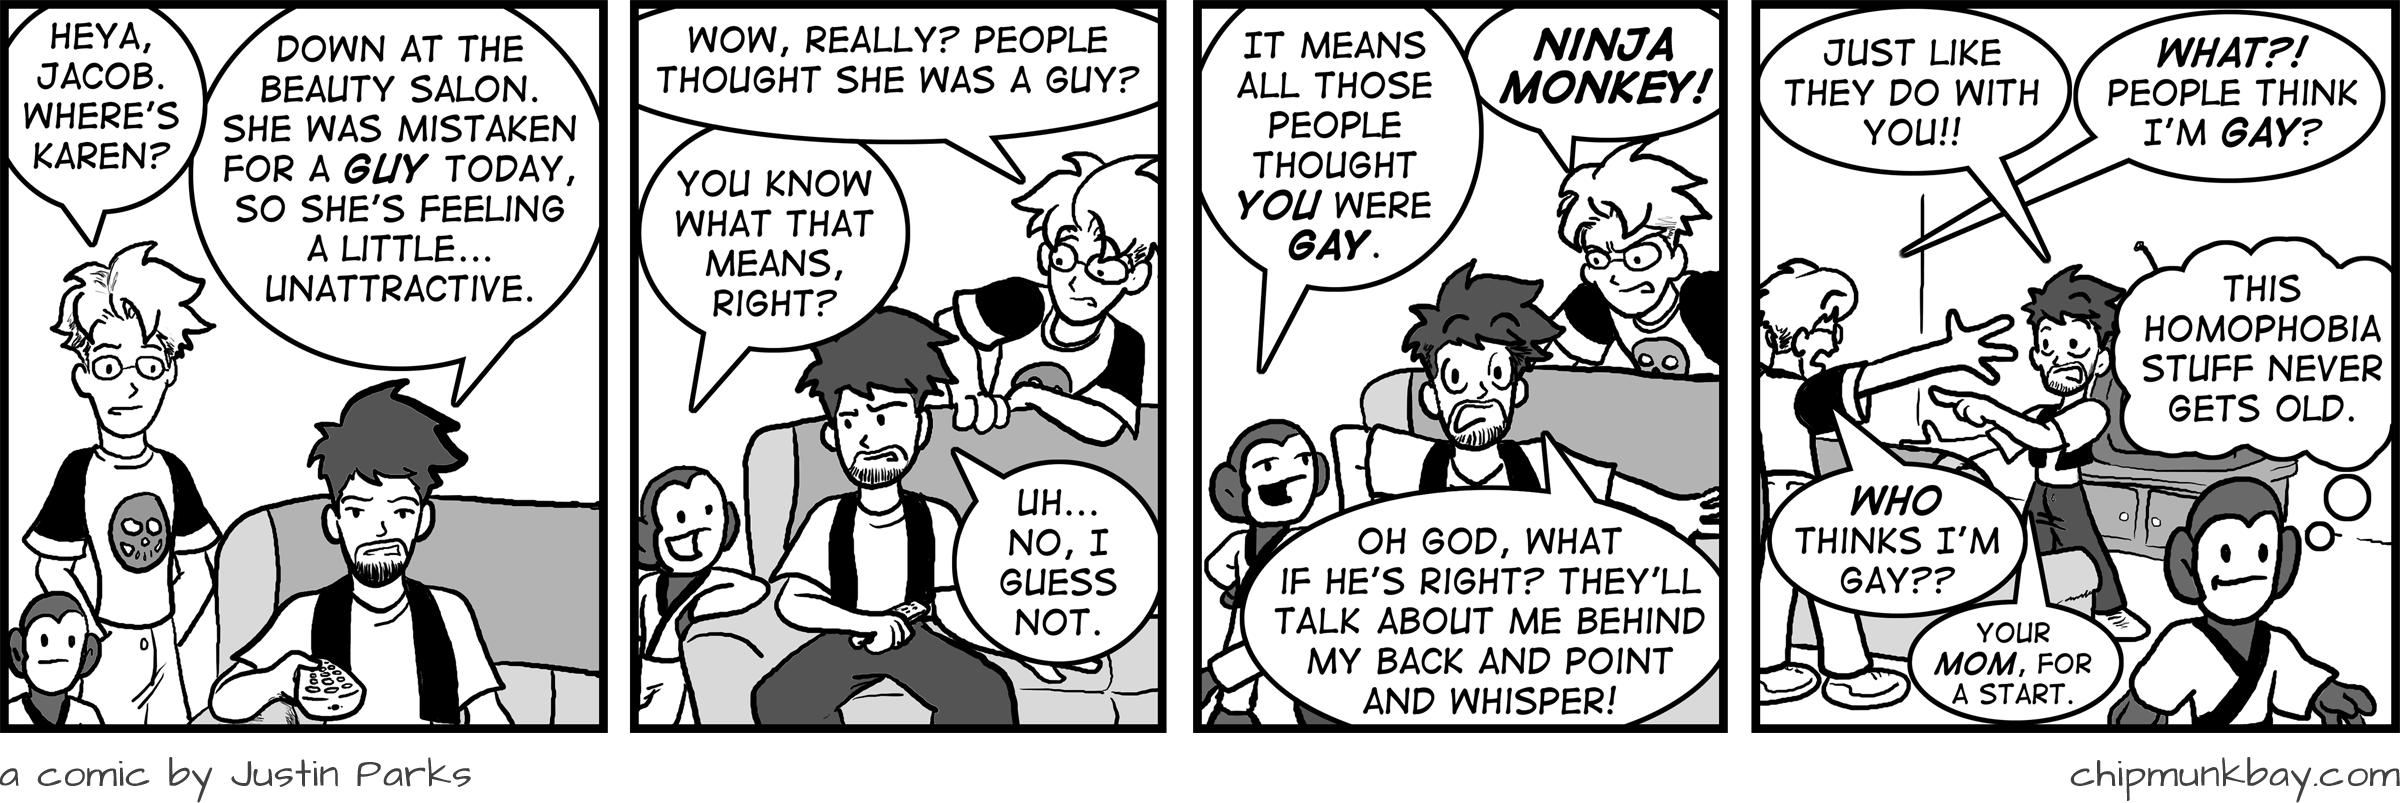 HEYA,
JACOB.
WHERE'S
KAREN?
DOWN AT THE
BEAUTY SALON.
SHE WAS MISTAKEN
FOR A GUY TODAY,
SO SHE'S FEELING
A LITTLE...
UNATTRACTIVE.
WOW, REALLY? PEOPLE
THOUGHT SHE WAS A GUY?
YOU KNOW
WHAT THAT
MEANS,
RIGHT?
UH...
NO, I
GUESS
NOT.
IT MEANS
ALL THOSE
PEOPLE
THOUGHT
YOU WERE
GAY.
NINJA
MONKEY!
OH GOD, WHAT
IF HE'S RIGHT? THEY'LL
TALK ABOUT ME BEHIND
MY BACK AND POINT
AND WHISPER!
JUST LIKE
THEY DO WITH
YOU!!
WHAT?!
PEOPLE THINK
I'M GAY?
WHO
THINKS I'M
GAY??
YOUR
MOM, FOR
A START.
THIS
HOMOPHOBIA
STUFF NEVER
GETS OLD.
a comic by Justin Parks
chipmunkbay.com